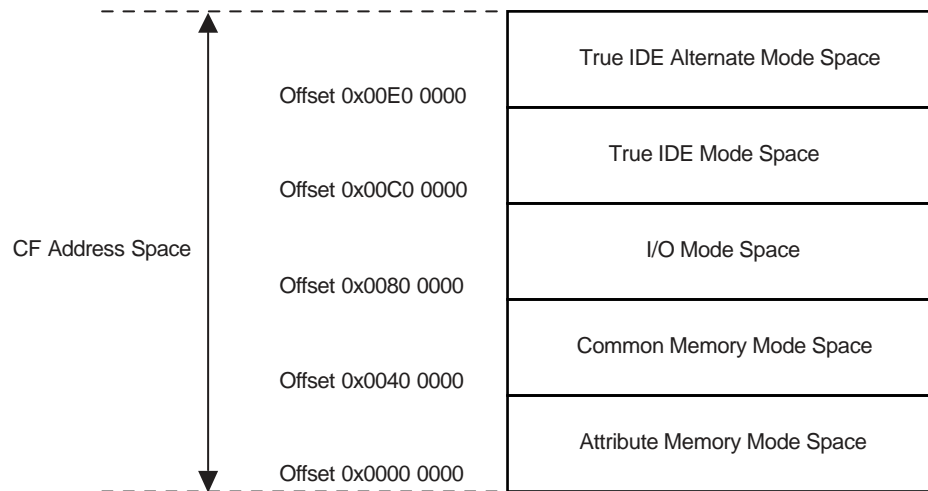 True IDE Alternate Mode Space
Offset 0x00E0 0000
True IDE Mode Space
Offset 0x00C0 0000
CF Address Space
I/O Mode Space
Offset 0x0080 0000
Common Memory Mode Space
Offset 0x0040 0000
Attribute Memory Mode Space
Offset 0x0000 0000